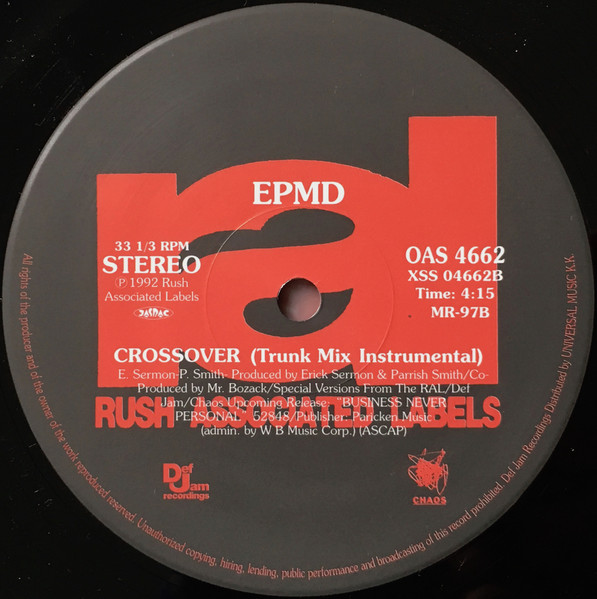 EPMD
33 1/3 RPM
STEREO
Ⓟ 1992 Rush
Associated Labels
JASRAC
OAS 4662
XSS 04662B
Time: 4:15
MR-97B
CROSSOVER (Trunk Mix Instrumental)
E. Sermon-P. Smith- Produced by Erick Sermon & Parrish Smith/Co-
Produced by Mr. Bozack/Special Versions From The RAL/Def
Jam/Chaos Upcoming Release: "BUSINESS NEVER
PERSONAL" 52848/Publisher: Paricken Music
(admin. by W B Music Corp.) (ASCAP)
RUSH ASSOCIATED LABELS
Def
Jam
recordings
CHAOS
All rights of the producer and of the owner of the work reproduced reserved. Unauthorized copying, hiring, lending, public performance and broadcasting of this record prohibited. Def Jam Recordings Distributed by UNIVERSAL MUSIC K.K.